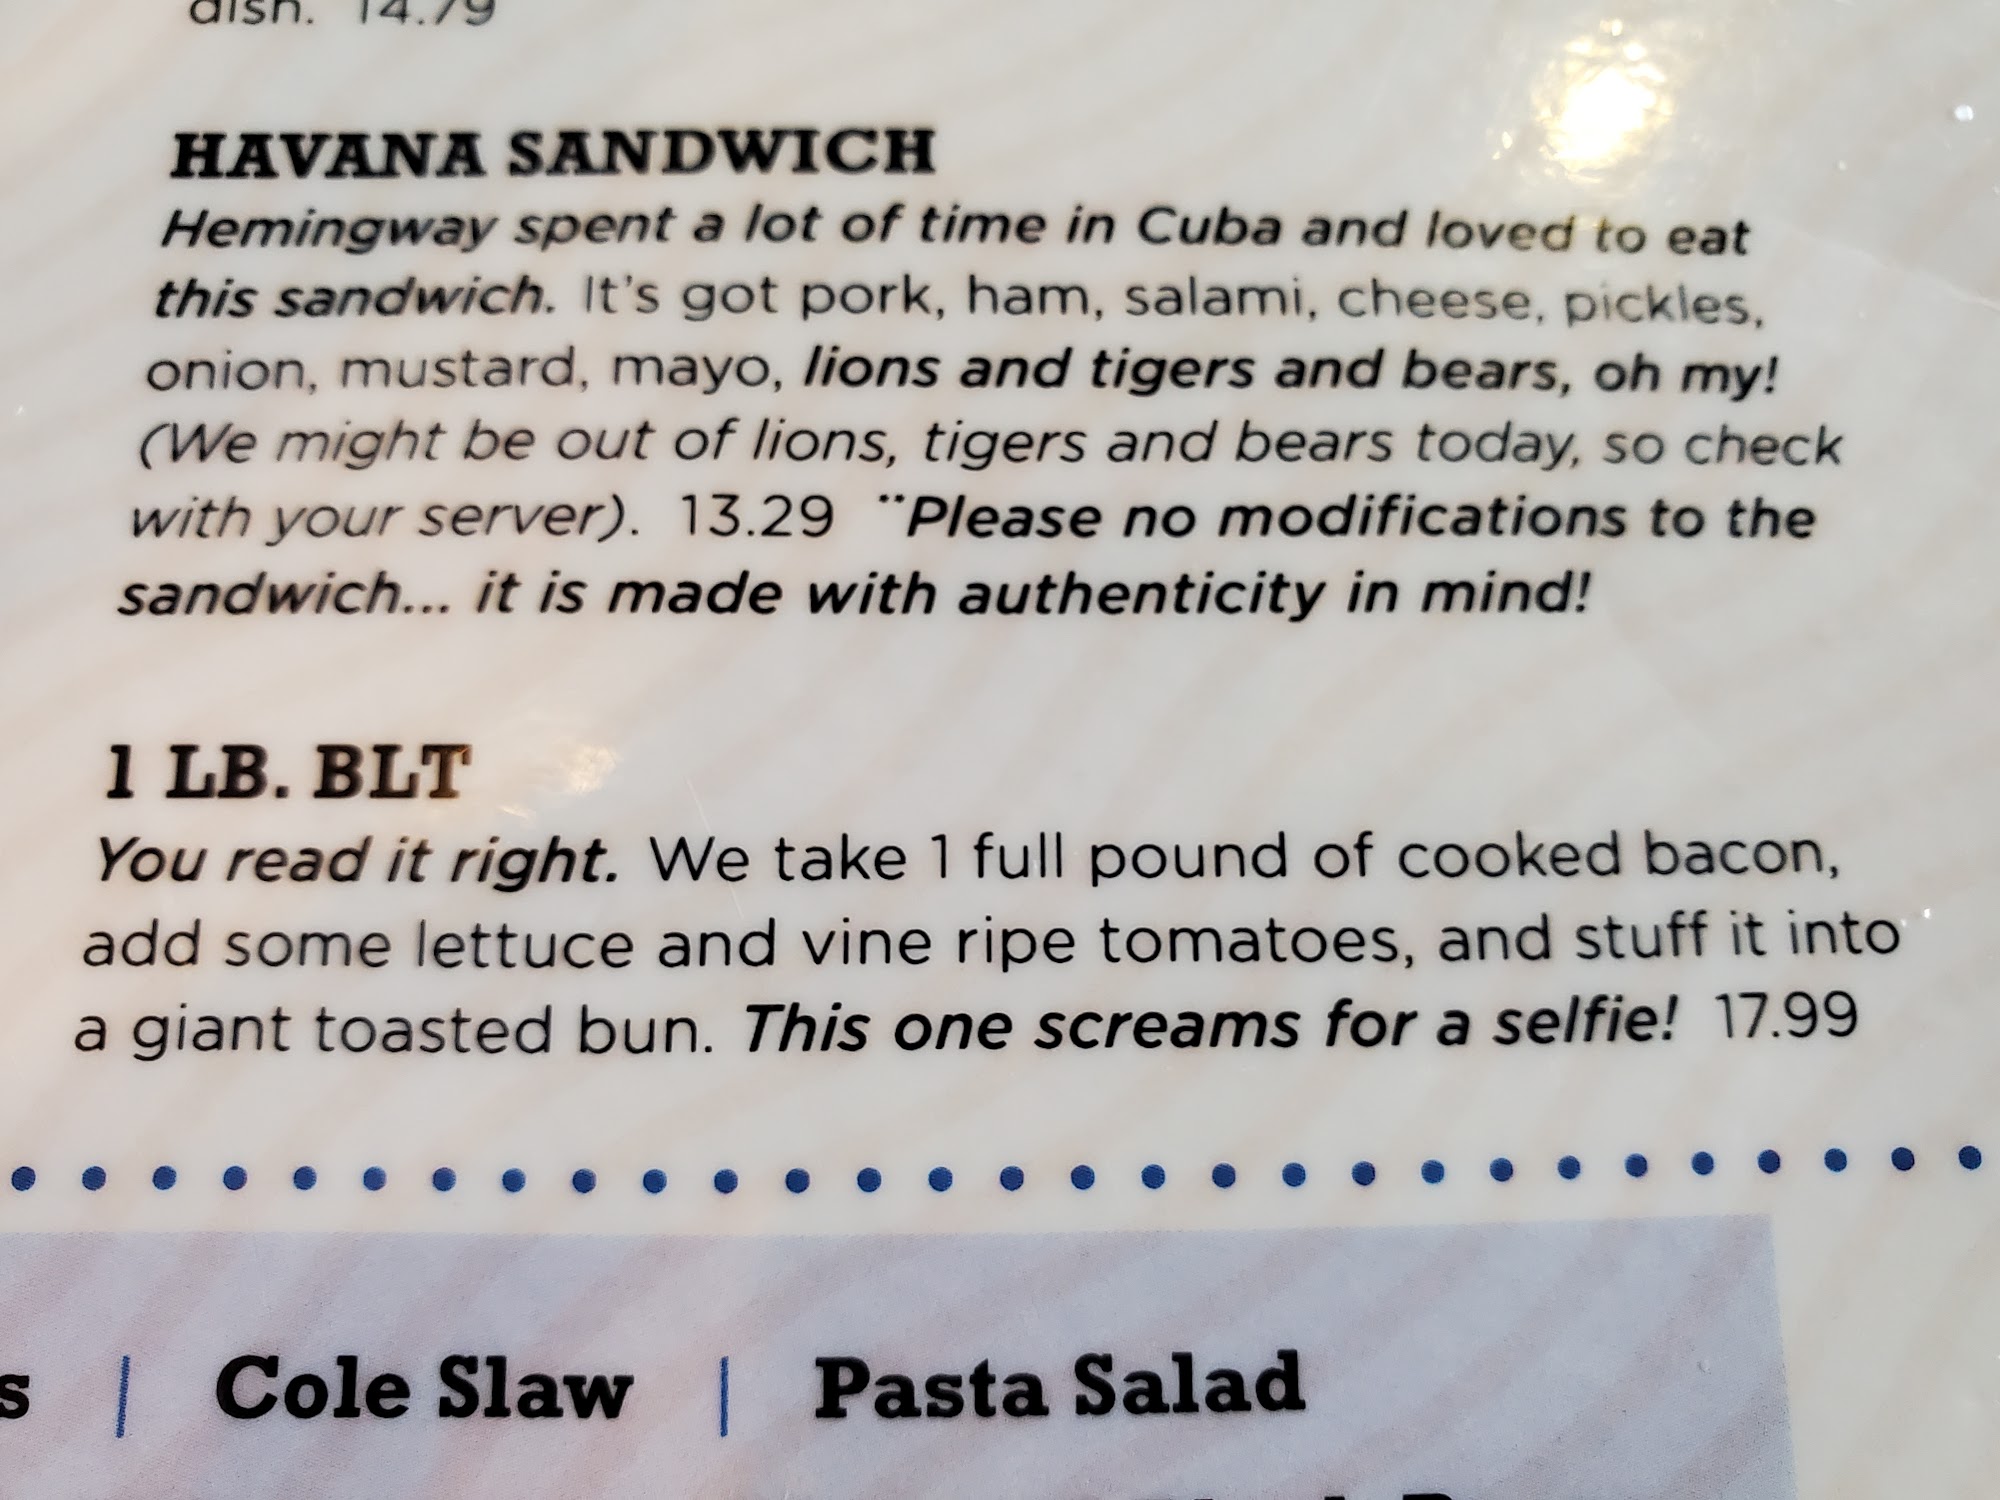 dish. 14.79
HAVANA SANDWICH
Hemingway spent a lot of time in Cuba and loved to eat
this sandwich. It's got pork, ham, salami, cheese, pickles,
onion, mustard, mayo, lions and tigers and bears, oh my!
(We might be out of lions, tigers and bears today, so check
with your server). 13.29 ¨Please no modifications to the
sandwich... it is made with authenticity in mind!
1 LB. BLT
You read it right. We take 1 full pound of cooked bacon,
add some lettuce and vine ripe tomatoes, and stuff it into
a giant toasted bun. This one screams for a selfie! 17.99
s | Cole Slaw | Pasta Salad